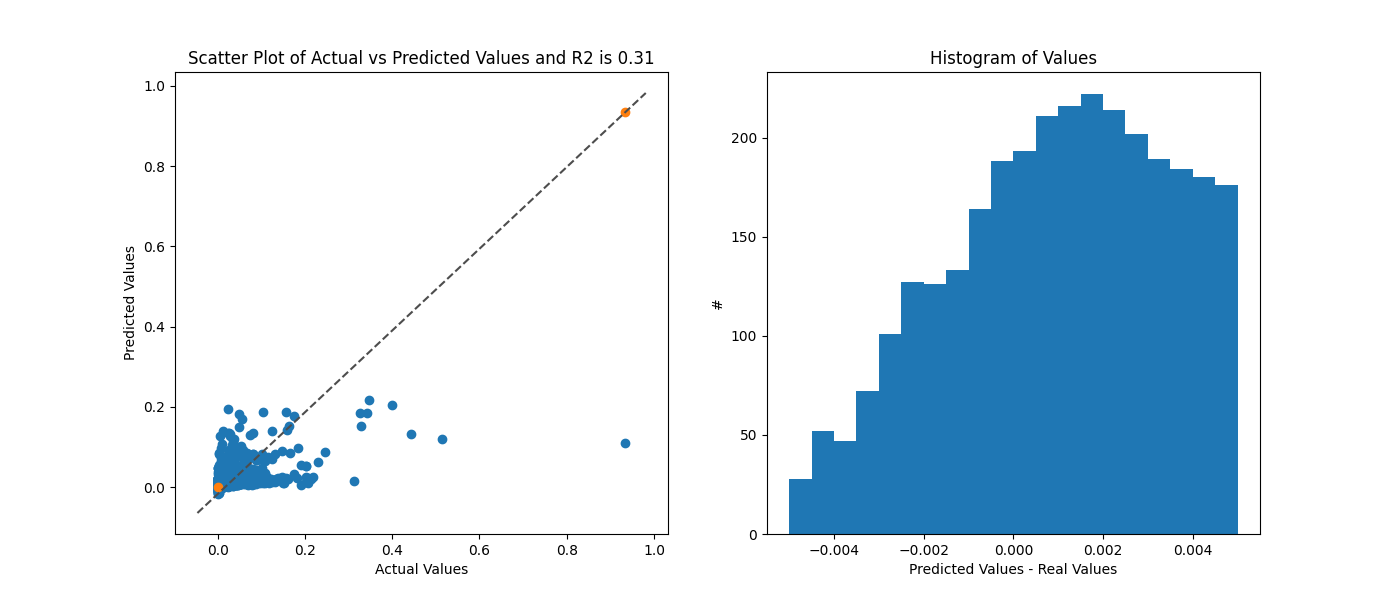 Scatter Plot of Actual vs Predicted Values and R2 is 0.31
1.0
0.8
0.6
0.4
0.2
0.0
Predicted Values
0.0 0.2 0.4 0.6 0.8 1.0
Actual Values
Histogram of Values
200
150
100
50
0
#
−0.004 −0.002 0.000 0.002 0.004
Predicted Values - Real Values